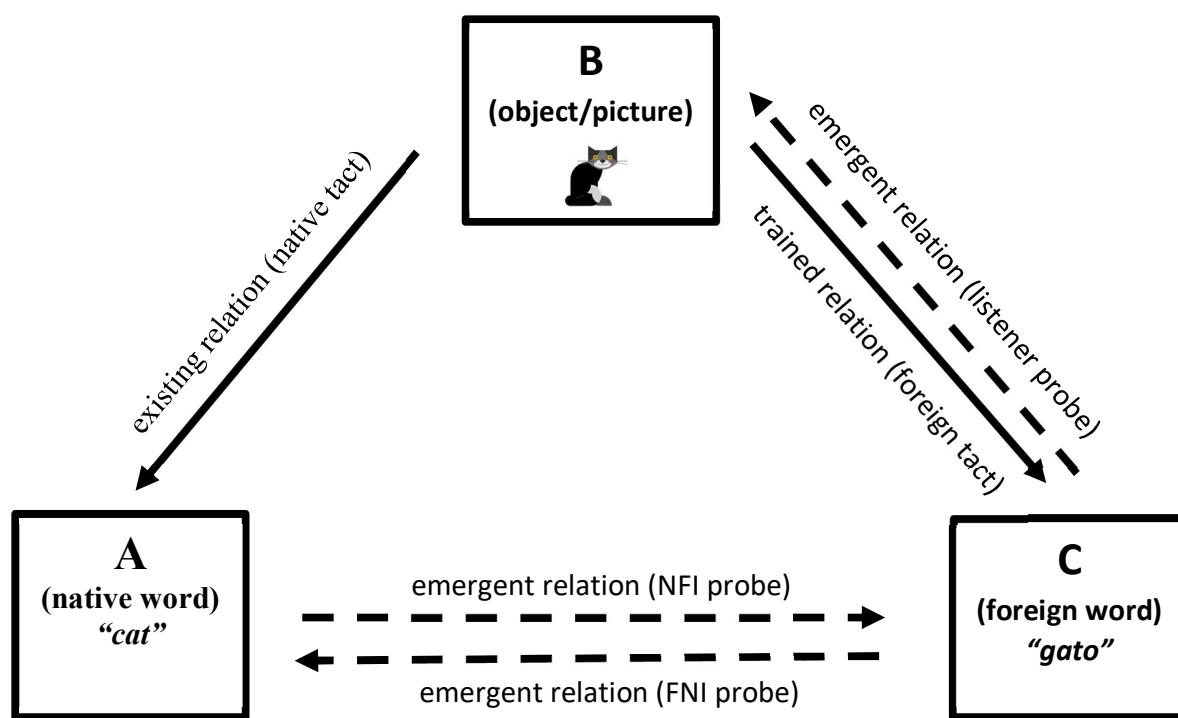 B
(object/picture)
existing relation (native tact)
emergent relation (listener probe)
trained relation (foreign tact)
A
(native word)
“cat”
emergent relation (NFI probe)
emergent relation (FNI probe)
C
(foreign word)
“gato”